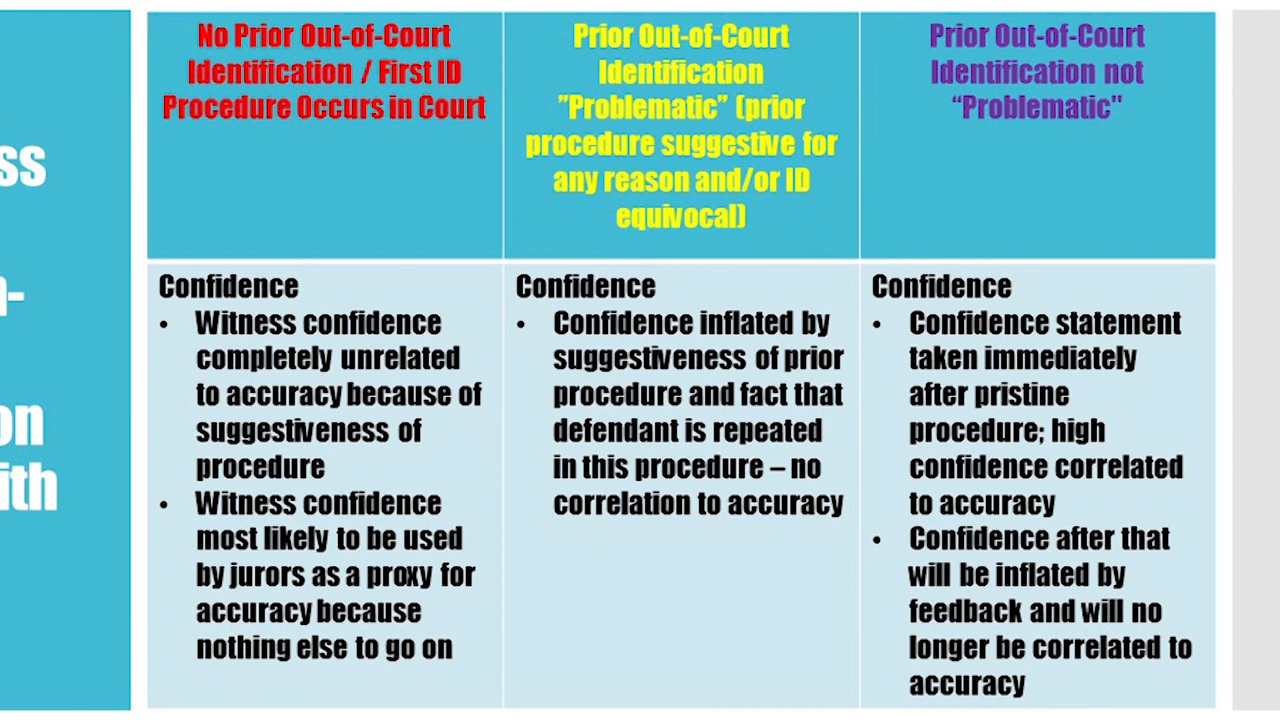 ss
n-
on
ith
No Prior Out-of-Court
Identification / First ID
Procedure Occurs in Court
Prior Out-of-Court
Identification
”Problematic” (prior
procedure suggestive for
any reason and/or ID
equivocal)
Prior Out-of-Court
Identification not
“Problematic"
Confidence
• Witness confidence
completely unrelated
to accuracy because of
suggestiveness of
procedure
• Witness confidence
most likely to be used
by jurors as a proxy for
accuracy because
nothing else to go on
Confidence
• Confidence inflated by
suggestiveness of prior
procedure and fact that
defendant is repeated
in this procedure – no
correlation to accuracy
Confidence
• Confidence statement
taken immediately
after pristine
procedure; high
confidence correlated
to accuracy
• Confidence after that
will be inflated by
feedback and will no
longer be correlated to
accuracy